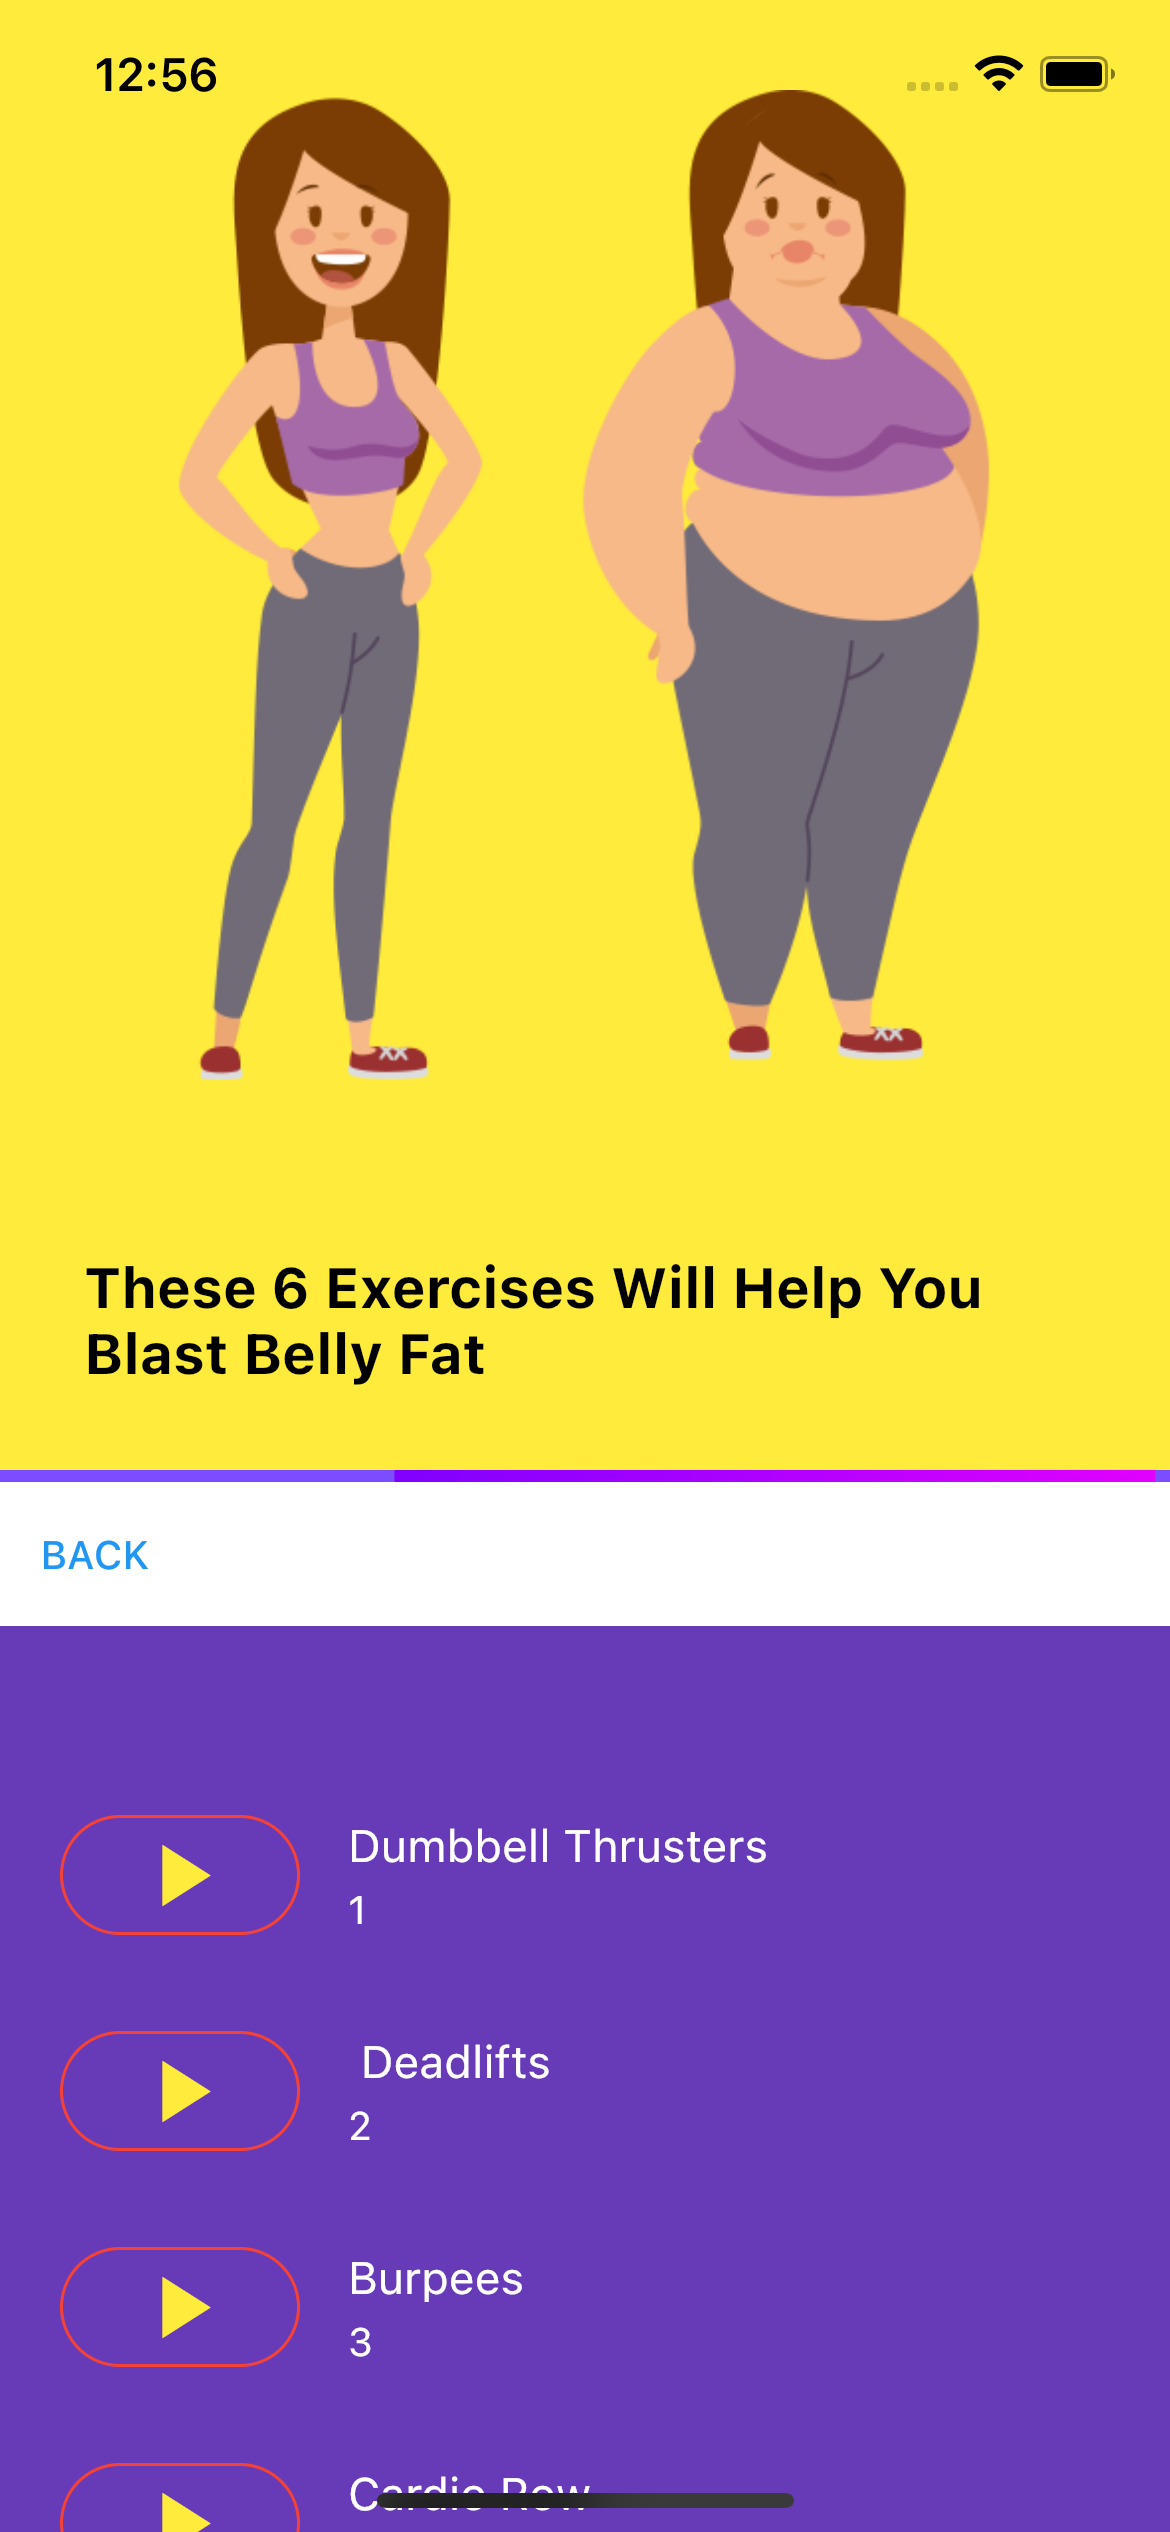 12:56
These 6 Exercises Will Help You
Blast Belly Fat
BACK
Dumbbell Thrusters
1
Deadlifts
2
Burpees
3
Cardio Row